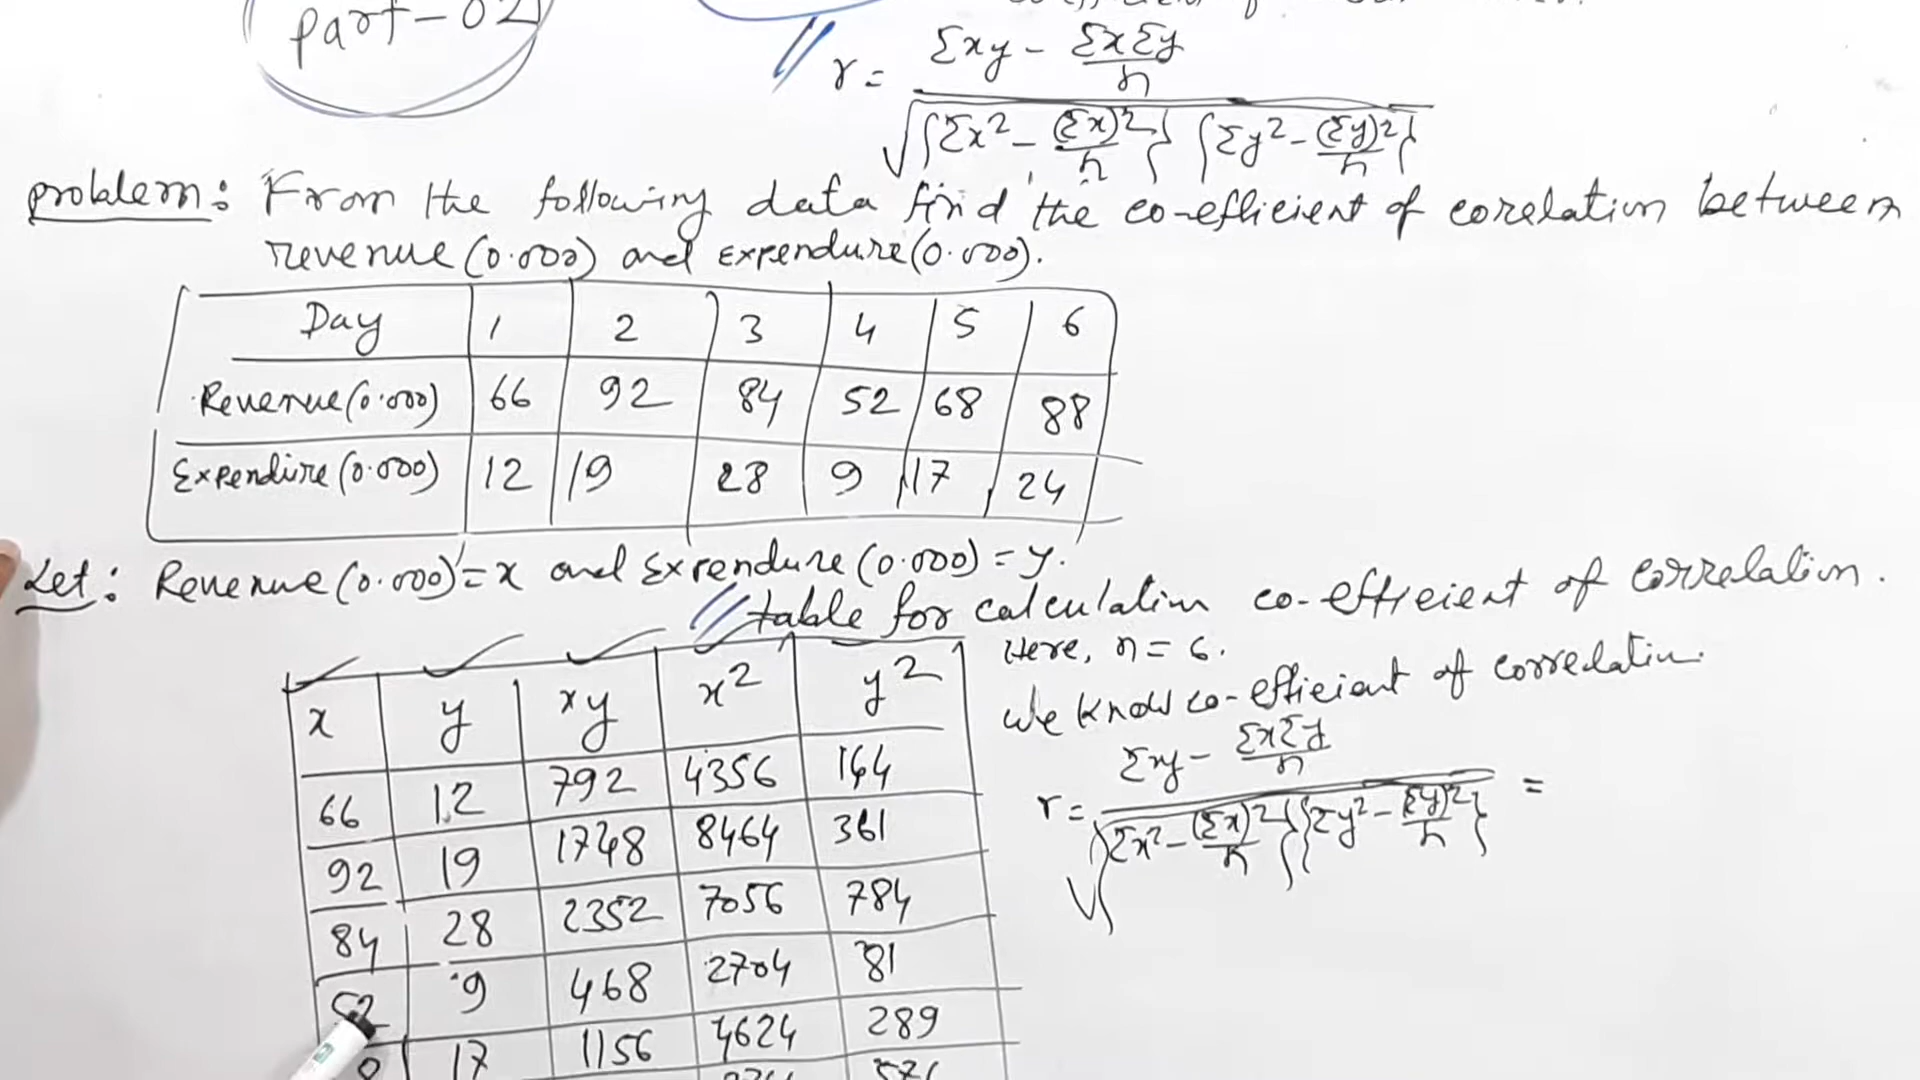 part-02
r = Σxy - ΣxΣy/n
√{Σx² - (Σx)²/n} {Σy² - (Σy)²/n}
problem: From the following data find the co-efficient of corelation between
revenue (0.000) and Expendure (0.000).
Day 1 2 3 4 5 6
Revenue (0.000) 66 92 84 52 68 88
Expendire (0.000) 12 19 28 9 17 24
Let: Revenue (0.000) = x and Expendure (0.000) = y.
table for calculation co-efficient of correlation.
Here, n = 6.
We know co-efficient of correlation.
r = Σxy - ΣxΣy/n
√{Σx² - (Σx)²/n}{Σy² - (Σy)²/n} =
x y xy x² y²
66 12 792 4356 144
92 19 1748 8464 361
84 28 2352 7056 784
52 9 468 2704 81
17 1156 4624 289